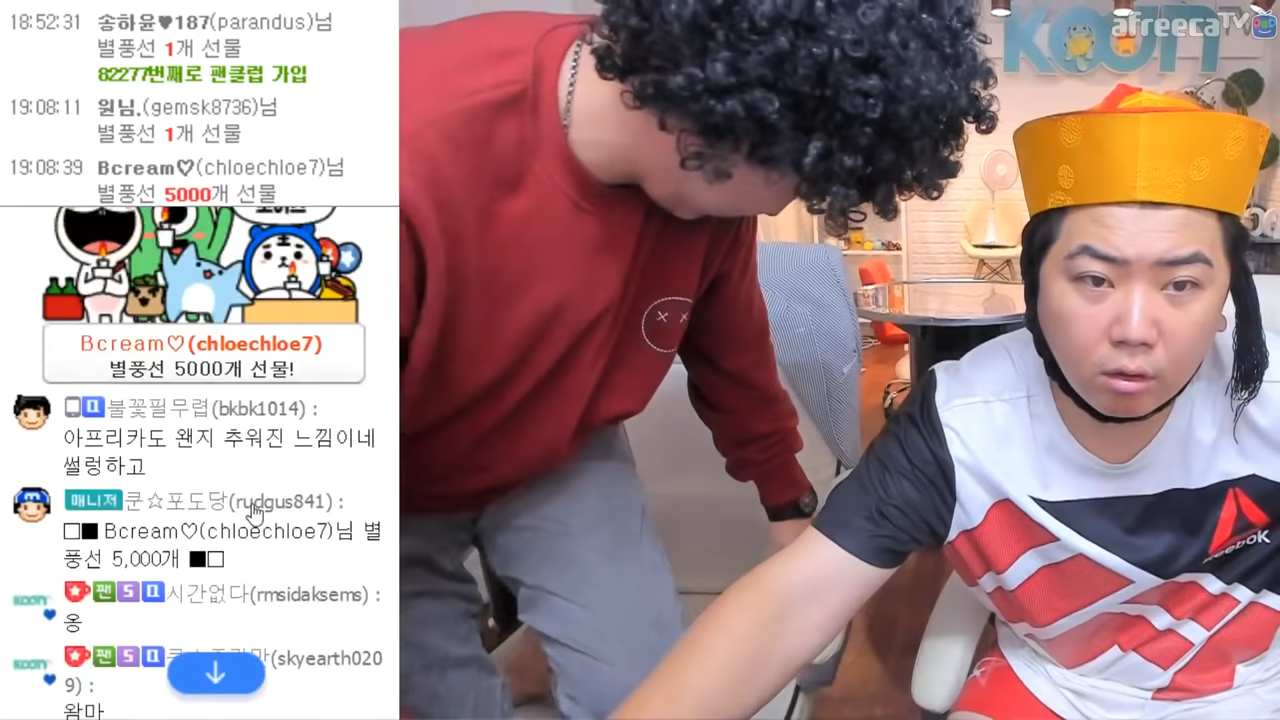 18:52:31 송하윤♥187(parandus)님
별풍선 1개 선물
82277번째로 팬클럽 가입
19:08:11 원님.(gemsk8736)님
별풍선 1개 선물
19:08:39 Bcream♡(chloechloe7)님
별풍선 5000개 선물
Bcream♡(chloechloe7)
별풍선 5000개 선물!
불꽃필무렵(bkbk1014) :
아프리카도 왠지 추워진 느낌이네
썰렁하고
매니저 쿤☆포도당(rudgus841) :
□■ Bcream♡(chloechloe7)님 별
풍선 5,000개 ■□
KOON 팬 S 시간없다(rmsidaksems) :
옹
KOON 팬 S (skyearth020
9) :
왐마
afreecaTV
KOON
Reebok